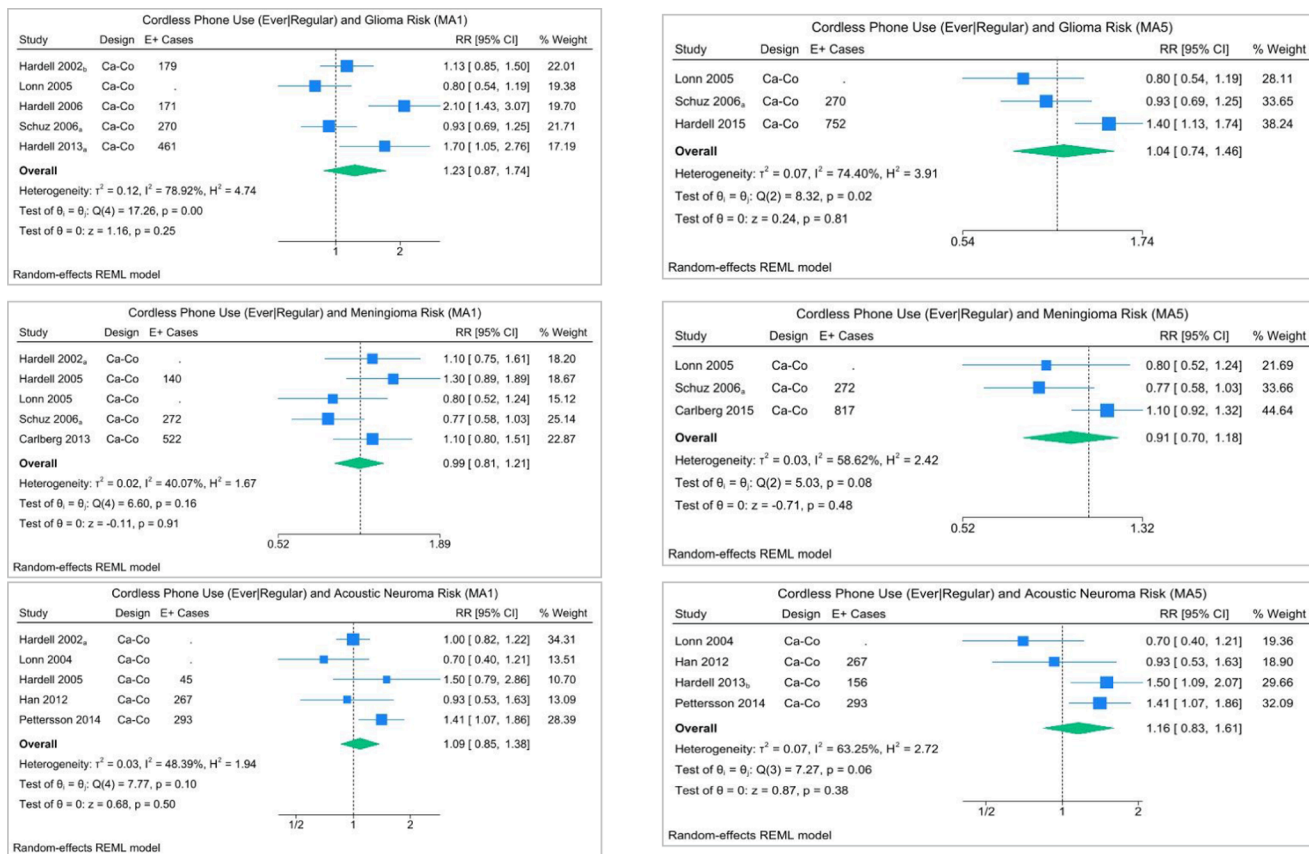 Cordless Phone Use (Ever|Regular) and Glioma Risk (MA1)
Study Design E+ Cases RR [95% CI] % Weight
Hardell 2002b Ca-Co 179 1.13 [ 0.85, 1.50] 22.01
Lonn 2005 Ca-Co . 0.80 [ 0.54, 1.19] 19.38
Hardell 2006 Ca-Co 171 2.10 [ 1.43, 3.07] 19.70
Schuz 2006a Ca-Co 270 0.93 [ 0.69, 1.25] 21.71
Hardell 2013a Ca-Co 461 1.70 [ 1.05, 2.76] 17.19
Overall 1.23 [ 0.87, 1.74]
Heterogeneity: τ² = 0.12, I² = 78.92%, H² = 4.74
Test of θi = θj: Q(4) = 17.26, p = 0.00
Test of θ = 0: z = 1.16, p = 0.25
1 2
Random-effects REML model
Cordless Phone Use (Ever|Regular) and Glioma Risk (MA5)
Study Design E+ Cases RR [95% CI] % Weight
Lonn 2005 Ca-Co . 0.80 [ 0.54, 1.19] 28.11
Schuz 2006a Ca-Co 270 0.93 [ 0.69, 1.25] 33.65
Hardell 2015 Ca-Co 752 1.40 [ 1.13, 1.74] 38.24
Overall 1.04 [ 0.74, 1.46]
Heterogeneity: τ² = 0.07, I² = 74.40%, H² = 3.91
Test of θi = θj: Q(2) = 8.32, p = 0.02
Test of θ = 0: z = 0.24, p = 0.81
0.54 1.74
Random-effects REML model
Cordless Phone Use (Ever|Regular) and Meningioma Risk (MA1)
Study Design E+ Cases RR [95% CI] % Weight
Hardell 2002a Ca-Co . 1.10 [ 0.75, 1.61] 18.20
Hardell 2005 Ca-Co 140 1.30 [ 0.89, 1.89] 18.67
Lonn 2005 Ca-Co . 0.80 [ 0.52, 1.24] 15.12
Schuz 2006a Ca-Co 272 0.77 [ 0.58, 1.03] 25.14
Carlberg 2013 Ca-Co 522 1.10 [ 0.80, 1.51] 22.87
Overall 0.99 [ 0.81, 1.21]
Heterogeneity: τ² = 0.02, I² = 40.07%, H² = 1.67
Test of θi = θj: Q(4) = 6.60, p = 0.16
Test of θ = 0: z = -0.11, p = 0.91
0.52 1.89
Random-effects REML model
Cordless Phone Use (Ever|Regular) and Meningioma Risk (MA5)
Study Design E+ Cases RR [95% CI] % Weight
Lonn 2005 Ca-Co . 0.80 [ 0.52, 1.24] 21.69
Schuz 2006a Ca-Co 272 0.77 [ 0.58, 1.03] 33.66
Carlberg 2015 Ca-Co 817 1.10 [ 0.92, 1.32] 44.64
Overall 0.91 [ 0.70, 1.18]
Heterogeneity: τ² = 0.03, I² = 58.62%, H² = 2.42
Test of θi = θj: Q(2) = 5.03, p = 0.08
Test of θ = 0: z = -0.71, p = 0.48
0.52 1.32
Random-effects REML model
Cordless Phone Use (Ever|Regular) and Acoustic Neuroma Risk (MA1)
Study Design E+ Cases RR [95% CI] % Weight
Hardell 2002a Ca-Co . 1.00 [ 0.82, 1.22] 34.31
Lonn 2004 Ca-Co . 0.70 [ 0.40, 1.21] 13.51
Hardell 2005 Ca-Co 45 1.50 [ 0.79, 2.86] 10.70
Han 2012 Ca-Co 267 0.93 [ 0.53, 1.63] 13.09
Pettersson 2014 Ca-Co 293 1.41 [ 1.07, 1.86] 28.39
Overall 1.09 [ 0.85, 1.38]
Heterogeneity: τ² = 0.03, I² = 48.39%, H² = 1.94
Test of θi = θj: Q(4) = 7.77, p = 0.10
Test of θ = 0: z = 0.68, p = 0.50
1/2 1 2
Random-effects REML model
Cordless Phone Use (Ever|Regular) and Acoustic Neuroma Risk (MA5)
Study Design E+ Cases RR [95% CI] % Weight
Lonn 2004 Ca-Co . 0.70 [ 0.40, 1.21] 19.36
Han 2012 Ca-Co 267 0.93 [ 0.53, 1.63] 18.90
Hardell 2013b Ca-Co 156 1.50 [ 1.09, 2.07] 29.66
Pettersson 2014 Ca-Co 293 1.41 [ 1.07, 1.86] 32.09
Overall 1.16 [ 0.83, 1.61]
Heterogeneity: τ² = 0.07, I² = 63.25%, H² = 2.72
Test of θi = θj: Q(3) = 7.27, p = 0.06
Test of θ = 0: z = 0.87, p = 0.38
1/2 1 2
Random-effects REML model